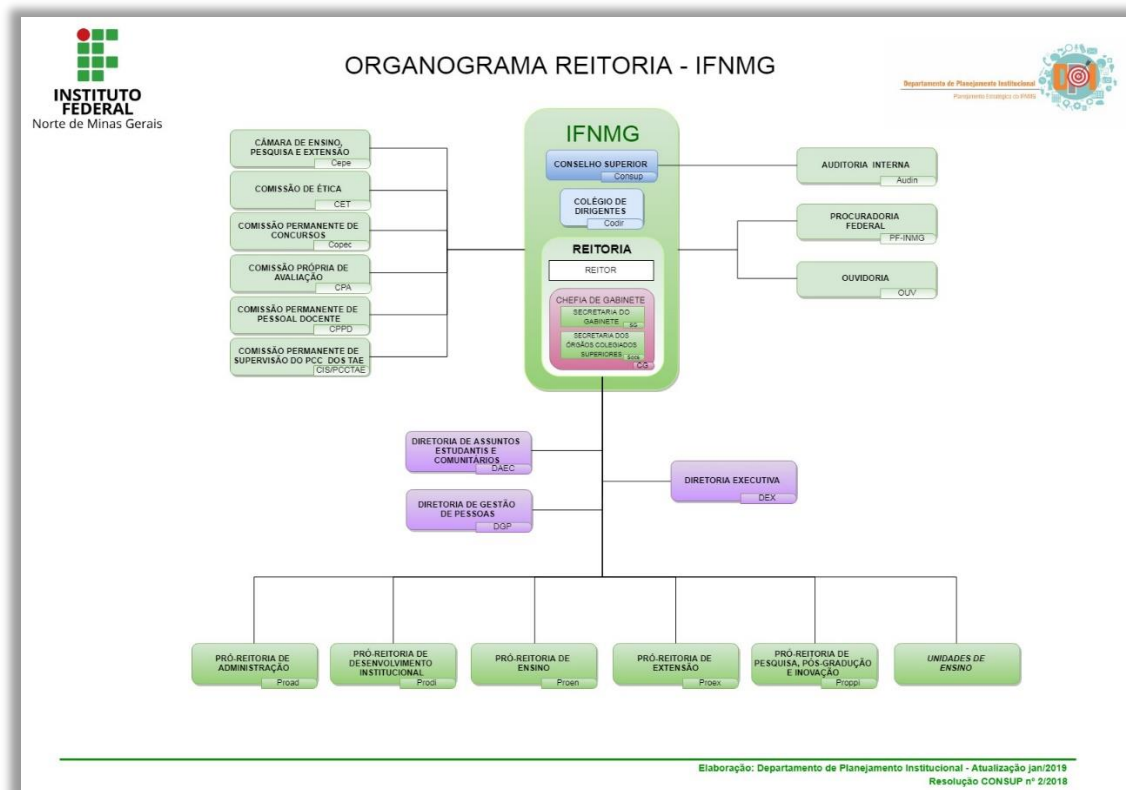 INSTITUTO
FEDERAL
Norte de Minas Gerais
ORGANOGRAMA REITORIA - IFNMG
Departamento de Planejamento Institucional
Planejamento Estratégico do IFNMG
DPI
CÂMARA DE ENSINO,
PESQUISA E EXTENSÃO
Cepe
COMISSÃO DE ÉTICA
CET
COMISSÃO PERMANENTE DE
CONCURSOS
Copec
COMISSÃO PRÓPRIA DE
AVALIAÇÃO
CPA
COMISSÃO PERMANENTE DE
PESSOAL DOCENTE
CPPD
COMISSÃO PERMANENTE DE
SUPERVISÃO DO PCC DOS TAE
CIS/PCCTAE
IFNMG
CONSELHO SUPERIOR
Consup
COLÉGIO DE
DIRIGENTES
Codir
REITORIA
REITOR
CHEFIA DE GABINETE
SECRETARIA DO
GABINETE
SG
SECRETARIA DOS
ÓRGÃOS COLEGIADOS
SUPERIORES
CG
AUDITORIA INTERNA
Audin
PROCURADORIA
FEDERAL
PF-INMG
OUVIDORIA
OUV
DIRETORIA DE ASSUNTOS
ESTUDANTIS E
COMUNITÁRIOS
DAEC
DIRETORIA DE GESTÃO
DE PESSOAS
DGP
DIRETORIA EXECUTIVA
DEX
PRÓ-REITORIA DE
ADMINISTRAÇÃO
Proad
PRÓ-REITORIA DE
DESENVOLVIMENTO
INSTITUCIONAL
Prodi
PRÓ-REITORIA DE
ENSINO
Proen
PRÓ-REITORIA DE
EXTENSÃO
Proex
PRÓ-REITORIA DE
PESQUISA, PÓS-GRADUÇÃO
E INOVAÇÃO
Proppi
UNIDADES DE
ENSINO
Elaboração: Departamento de Planejamento Institucional - Atualização jan/2019
Resolução CONSUP nº 2/2018